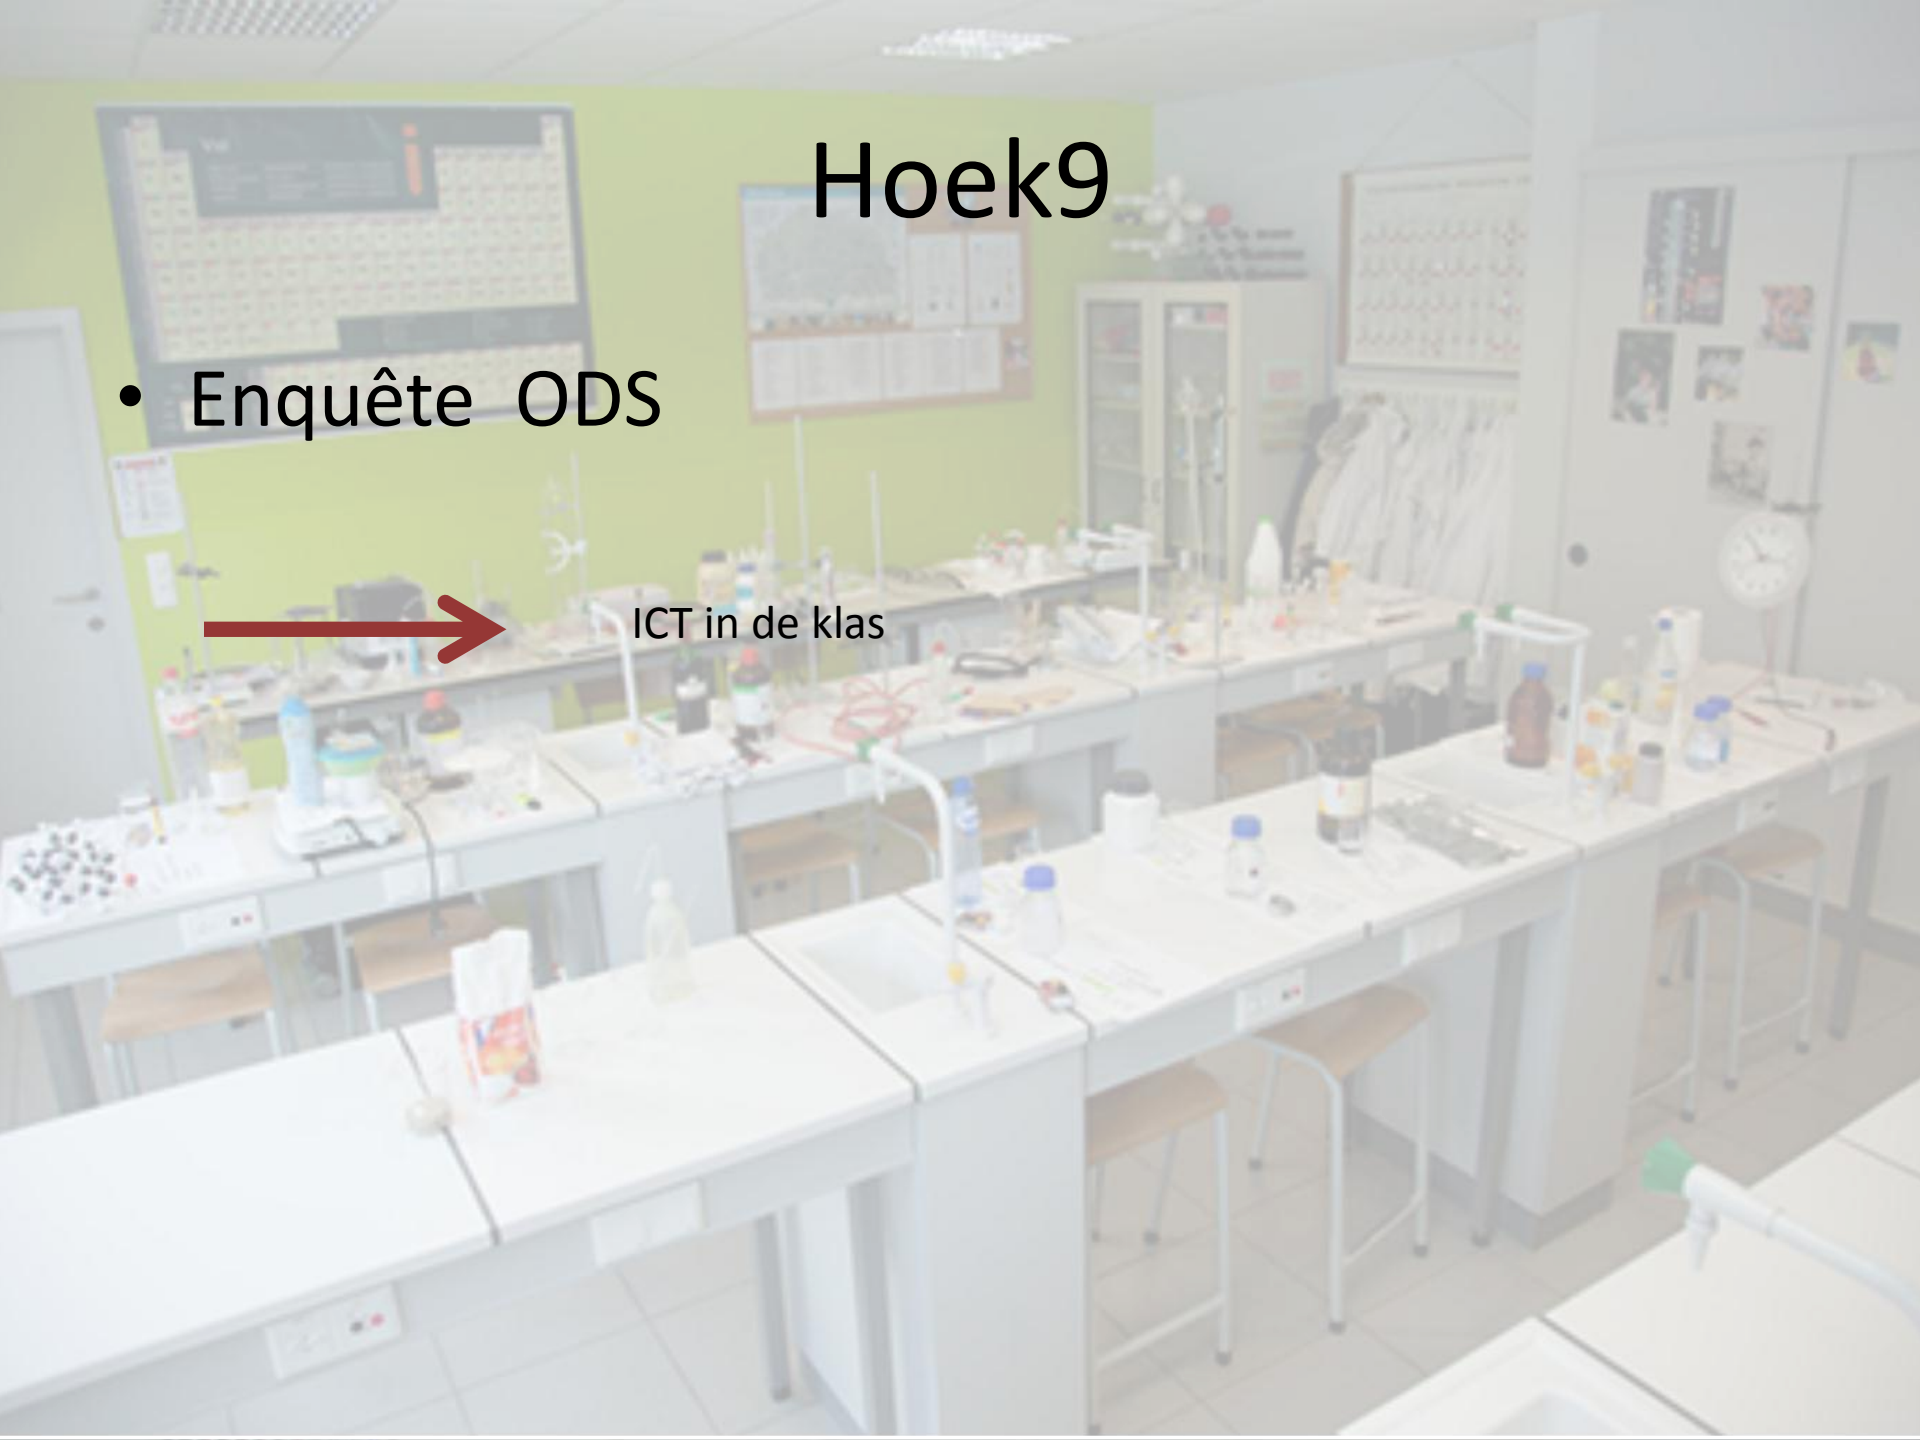 Hoek9
• Enquête ODS
ICT in de klas